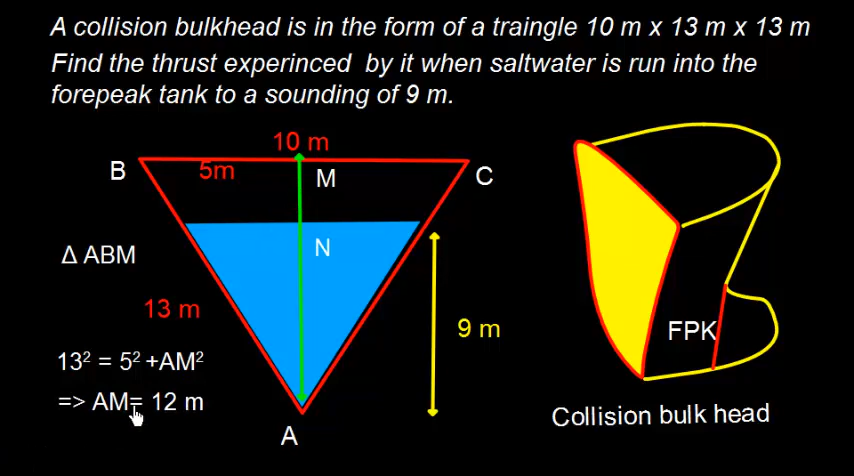 A collision bulkhead is in the form of a traingle 10 m x 13 m x 13 m
Find the thrust experinced by it when saltwater is run into the
forepeak tank to a sounding of 9 m.
10 m
B
5m
M
C
N
Δ ABM
13 m
9 m
FPK
13² = 5² +AM²
=> AM= 12 m
A
Collision bulk head